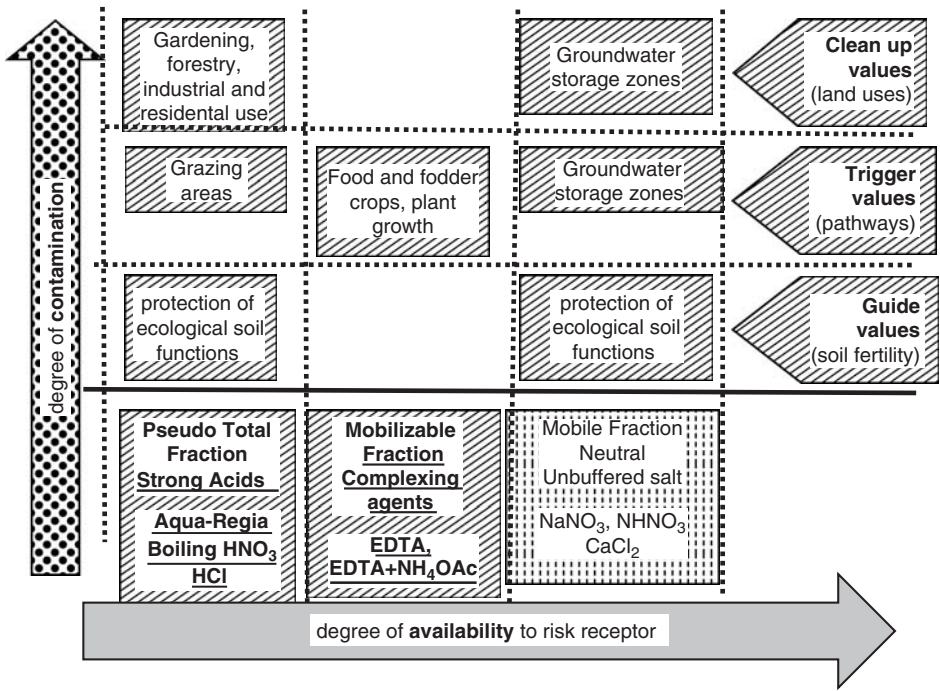 Gardening,
forestry,
industrial and
residental use
Groundwater
storage zones
Clean up
values
(land uses)
Grazing
areas
Food and fodder
crops, plant
growth
Groundwater
storage zones
Trigger
values
(pathways)
protection of
ecological soil
functions
protection of
ecological soil
functions
Guide
values
(soil fertility)
degree of contamination
Pseudo Total
Fraction
Strong Acids
Aqua-Regia
Boiling HNO₃
HCl
Mobilizable
Fraction
Complexing
agents
EDTA,
EDTA+NH₄OAc
Mobile Fraction
Neutral
Unbuffered salt
NaNO₃, NHNO₃
CaCl₂
degree of availability to risk receptor